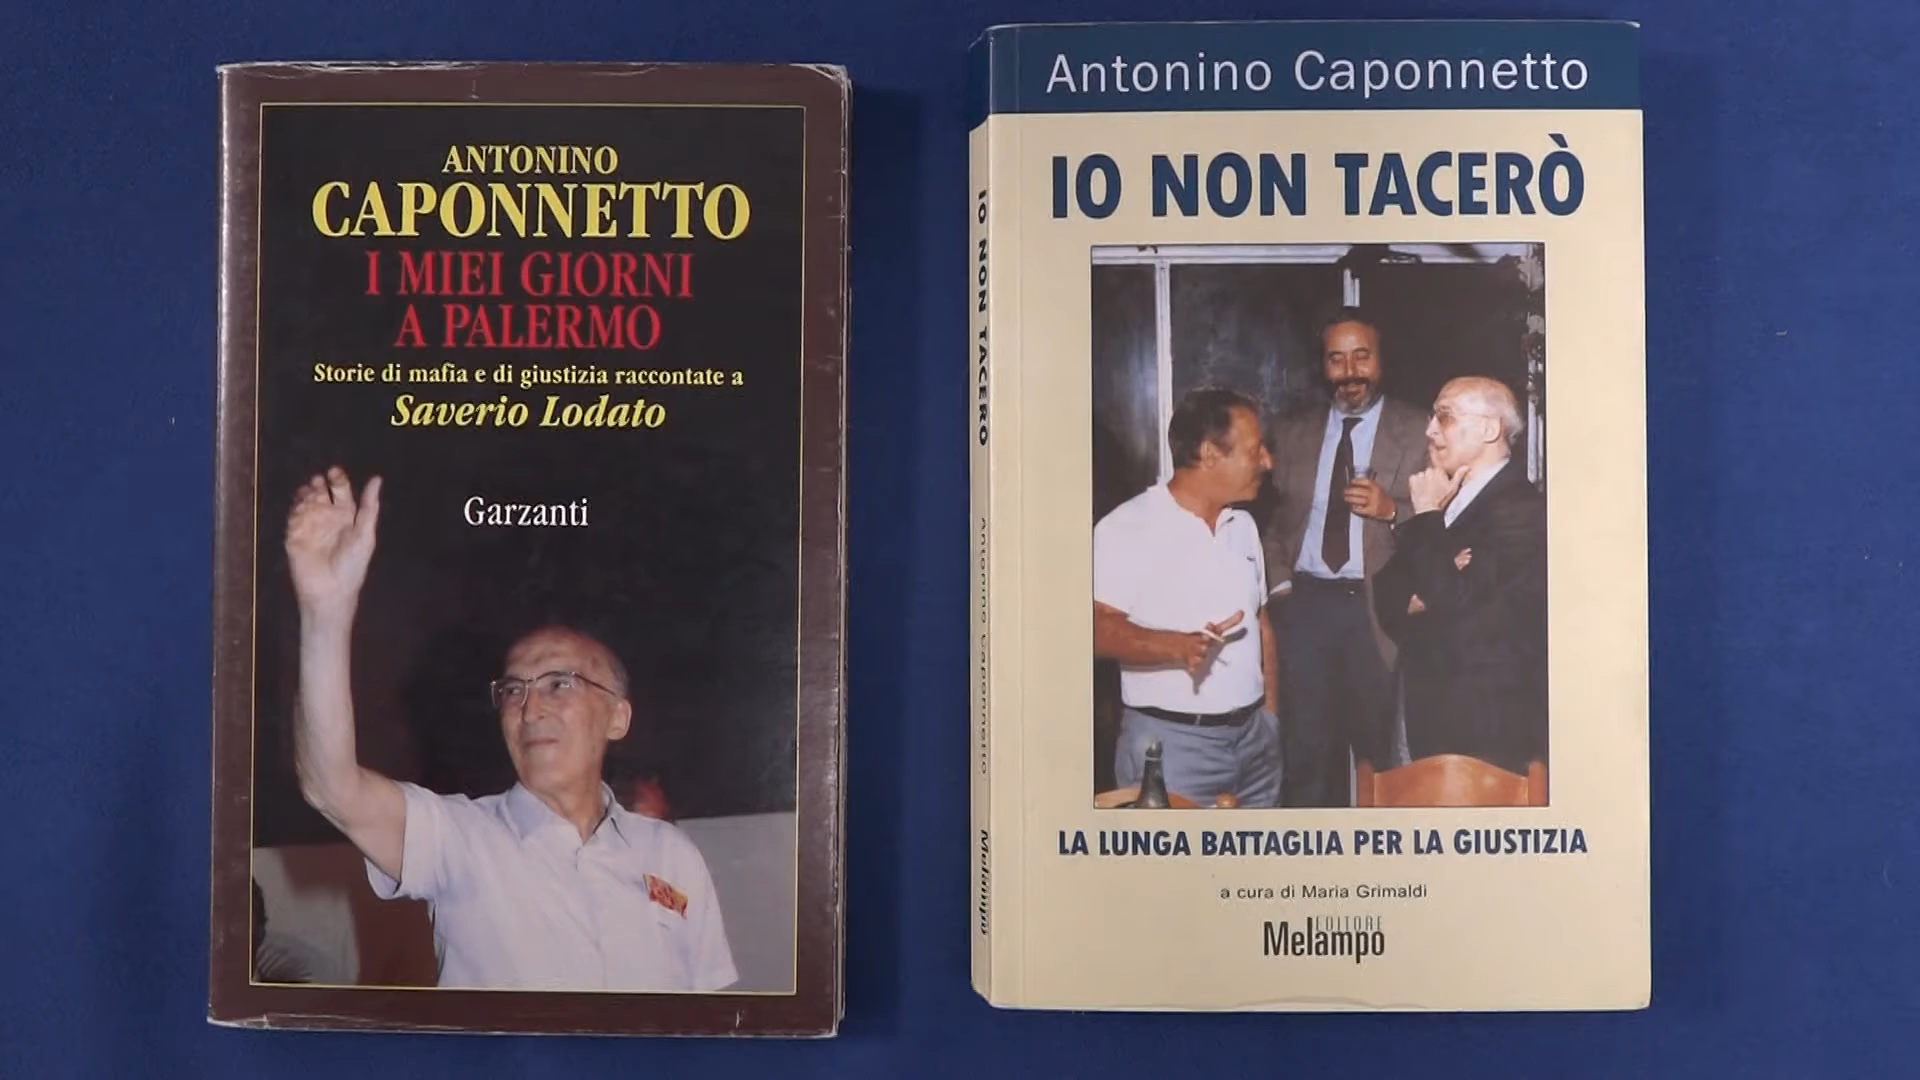 ANTONINO
CAPONNETTO
I MIEI GIORNI
A PALERMO
Storie di mafia e di giustizia raccontate a
Saverio Lodato
Garzanti
IO NON TACERÒ
Antonino Caponnetto
Melampo
Antonino Caponnetto
IO NON TACERÒ
LA LUNGA BATTAGLIA PER LA GIUSTIZIA
a cura di Maria Grimaldi
EDITORE
Melampo